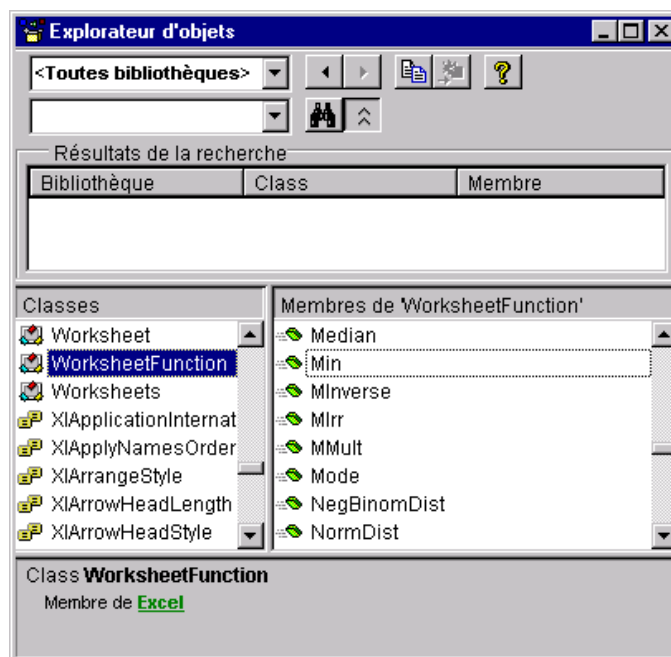 Explorateur d'objets
<Toutes bibliothèques>
Résultats de la recherche
Bibliothèque Class Membre
Classes
Worksheet
WorksheetFunction
Worksheets
XlApplicationInternat
XlApplyNamesOrder
XlArrangeStyle
XlArrowHeadLength
XlArrowHeadStyle
Membres de 'WorksheetFunction'
Median
Min
MInverse
MIrr
MMult
Mode
NegBinomDist
NormDist
Class WorksheetFunction
Membre de Excel